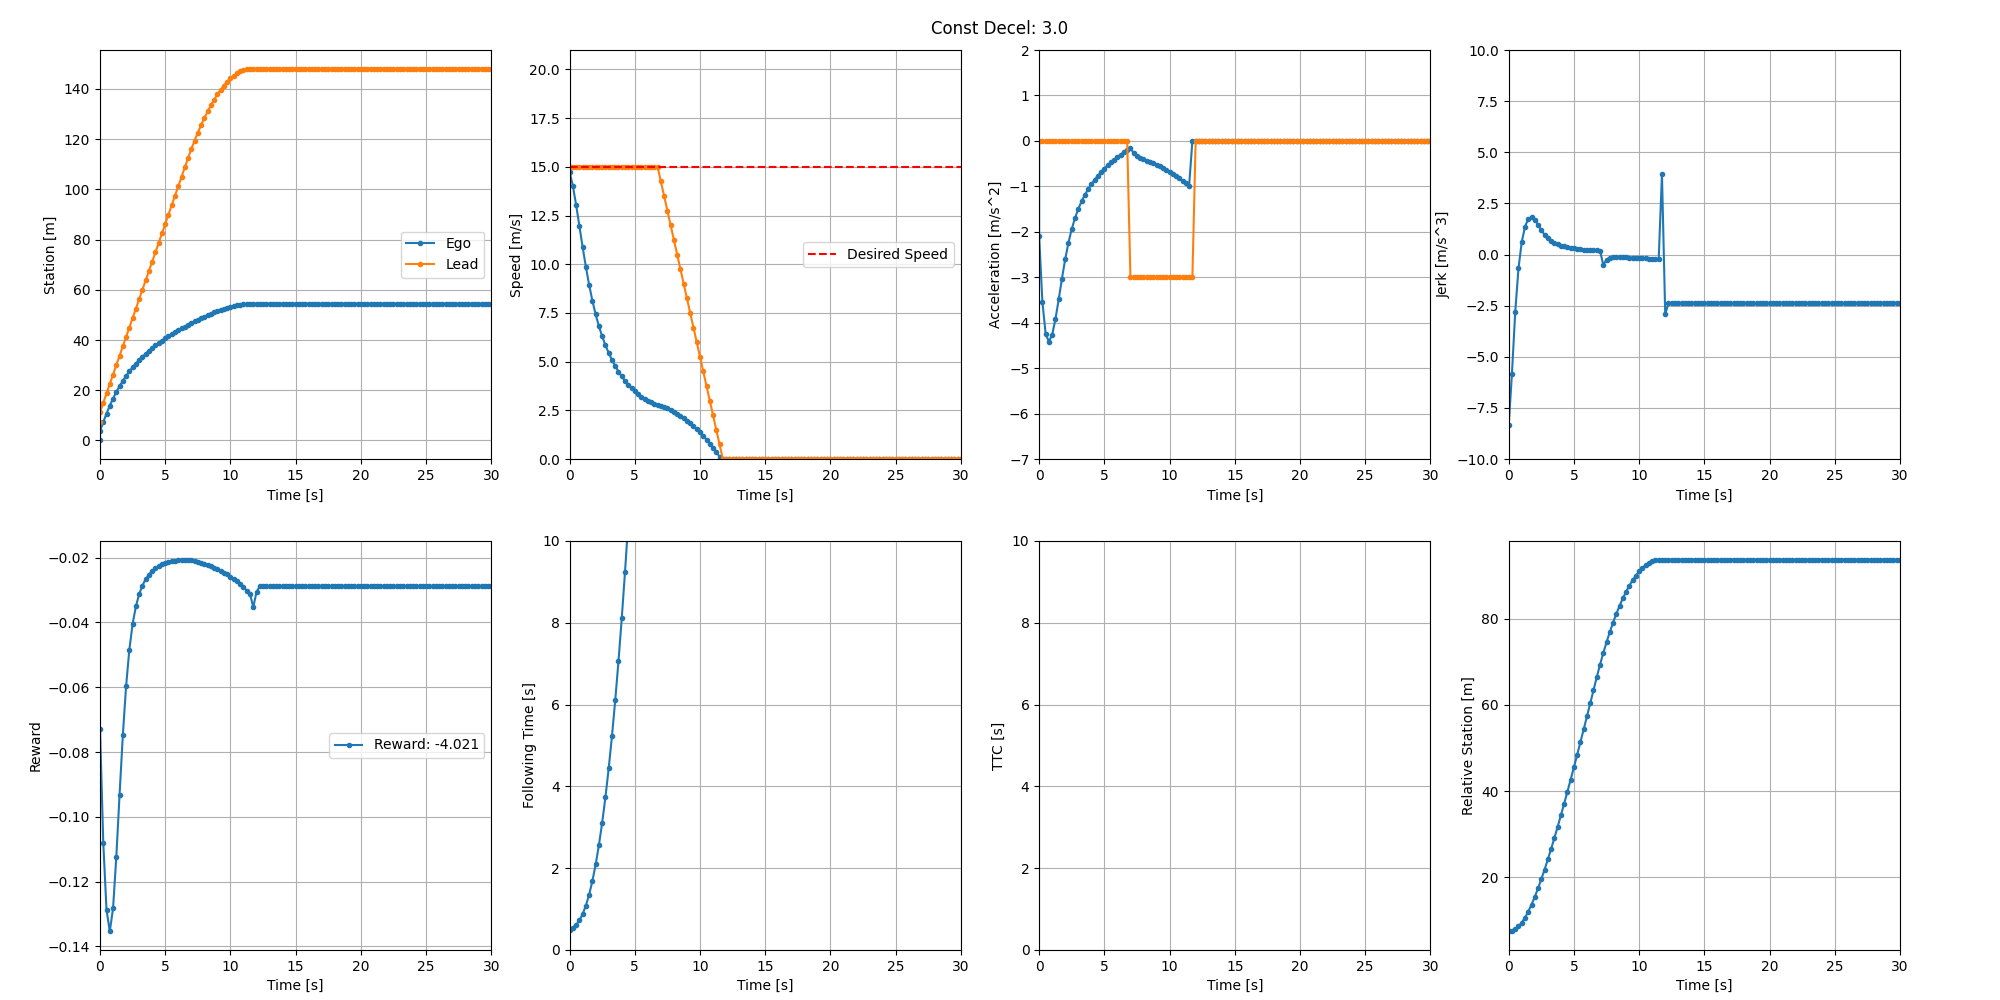 Const Decel: 3.0
Station [m]
140
120
100
80
60
40
20
0
Ego
Lead
0 5 10 15 20 25 30
Time [s]
Speed [m/s]
20.0
17.5
15.0
12.5
10.0
7.5
5.0
2.5
0.0
Desired Speed
0 5 10 15 20 25 30
Time [s]
Acceleration [m/s^2]
2
1
0
−1
−2
−3
−4
−5
−6
−7
0 5 10 15 20 25 30
Time [s]
Jerk [m/s^3]
10.0
7.5
5.0
2.5
0.0
−2.5
−5.0
−7.5
−10.0
0 5 10 15 20 25 30
Time [s]
Reward
−0.02
−0.04
−0.06
−0.08
−0.10
−0.12
−0.14
Reward: -4.021
0 5 10 15 20 25 30
Time [s]
Following Time [s]
10
8
6
4
2
0
0 5 10 15 20 25 30
Time [s]
TTC [s]
10
8
6
4
2
0
0 5 10 15 20 25 30
Time [s]
Relative Station [m]
80
60
40
20
0 5 10 15 20 25 30
Time [s]